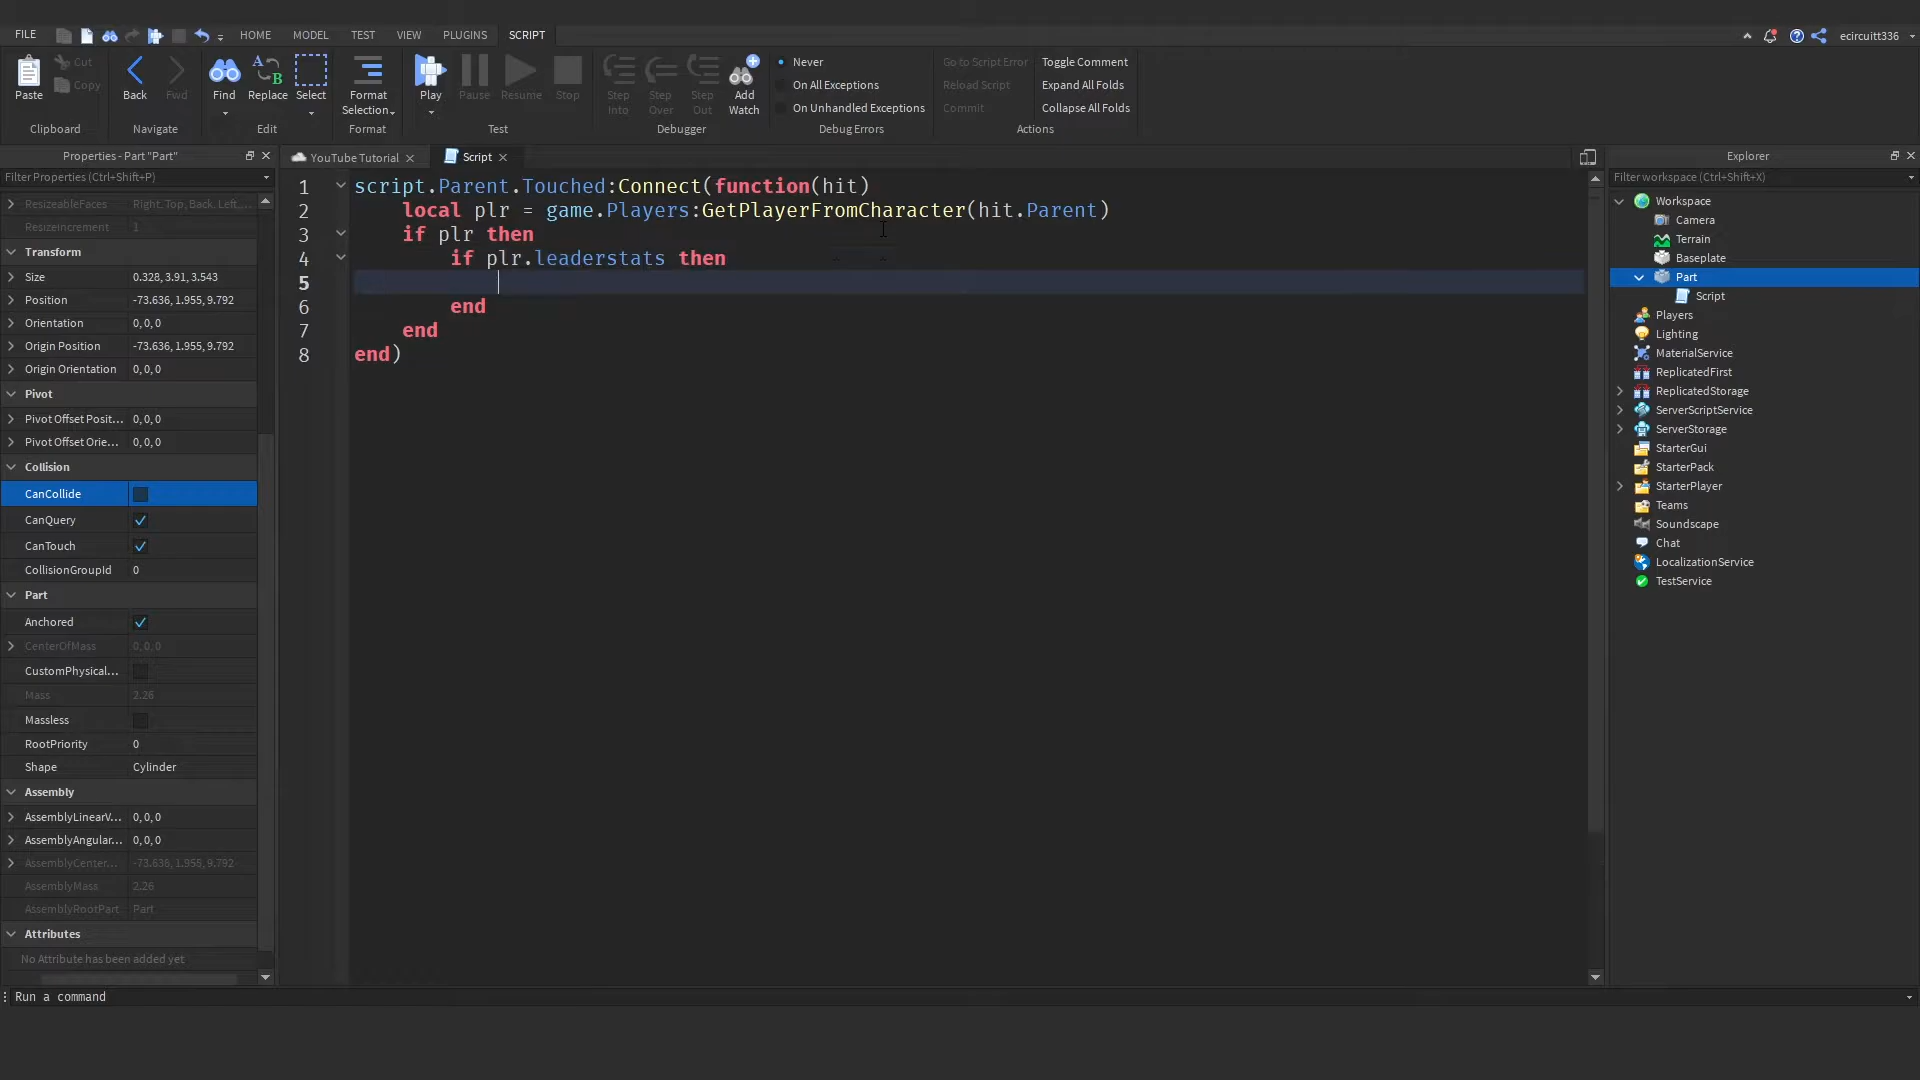 FILE HOME MODEL TEST VIEW PLUGINS SCRIPT ecircuitt336
Paste Cut Copy Back Fwd Find Replace Select Format Selection Play Pause Resume Stop Step Into Step Over Step Out Add Watch
Never
On All Exceptions
On Unhandled Exceptions
Go to Script Error
Reload Script
Commit
Toggle Comment
Expand All Folds
Collapse All Folds
Clipboard Navigate Edit Format Test Debugger Debug Errors Actions
Properties - Part "Part"
Filter Properties (Ctrl+Shift+P)
ResizeableFaces Right, Top, Back, Left,...
ResizeIncrement 1
Transform
Size 0.328, 3.91, 3.543
Position -73.636, 1.955, 9.792
Orientation 0, 0, 0
Origin Position -73.636, 1.955, 9.792
Origin Orientation 0, 0, 0
Pivot
Pivot Offset Posit... 0, 0, 0
Pivot Offset Orie... 0, 0, 0
Collision
CanCollide
CanQuery
CanTouch
CollisionGroupId 0
Part
Anchored
CenterOfMass 0, 0, 0
CustomPhysical...
Mass 2.26
Massless
RootPriority 0
Shape Cylinder
Assembly
AssemblyLinearV... 0, 0, 0
AssemblyAngular... 0, 0, 0
AssemblyCenter... -73.636, 1.955, 9.792
AssemblyMass 2.26
AssemblyRootPart Part
Attributes
No Attribute has been added yet
YouTube Tutorial Script
1 script.Parent.Touched:Connect(function(hit)
2 local plr = game.Players:GetPlayerFromCharacter(hit.Parent)
3 if plr then
4 if plr.leaderstats then
5
6 end
7 end
8 end)
Explorer
Filter workspace (Ctrl+Shift+X)
Workspace
Camera
Terrain
Baseplate
Part
Script
Players
Lighting
MaterialService
ReplicatedFirst
ReplicatedStorage
ServerScriptService
ServerStorage
StarterGui
StarterPack
StarterPlayer
Teams
Soundscape
Chat
LocalizationService
TestService
Run a command